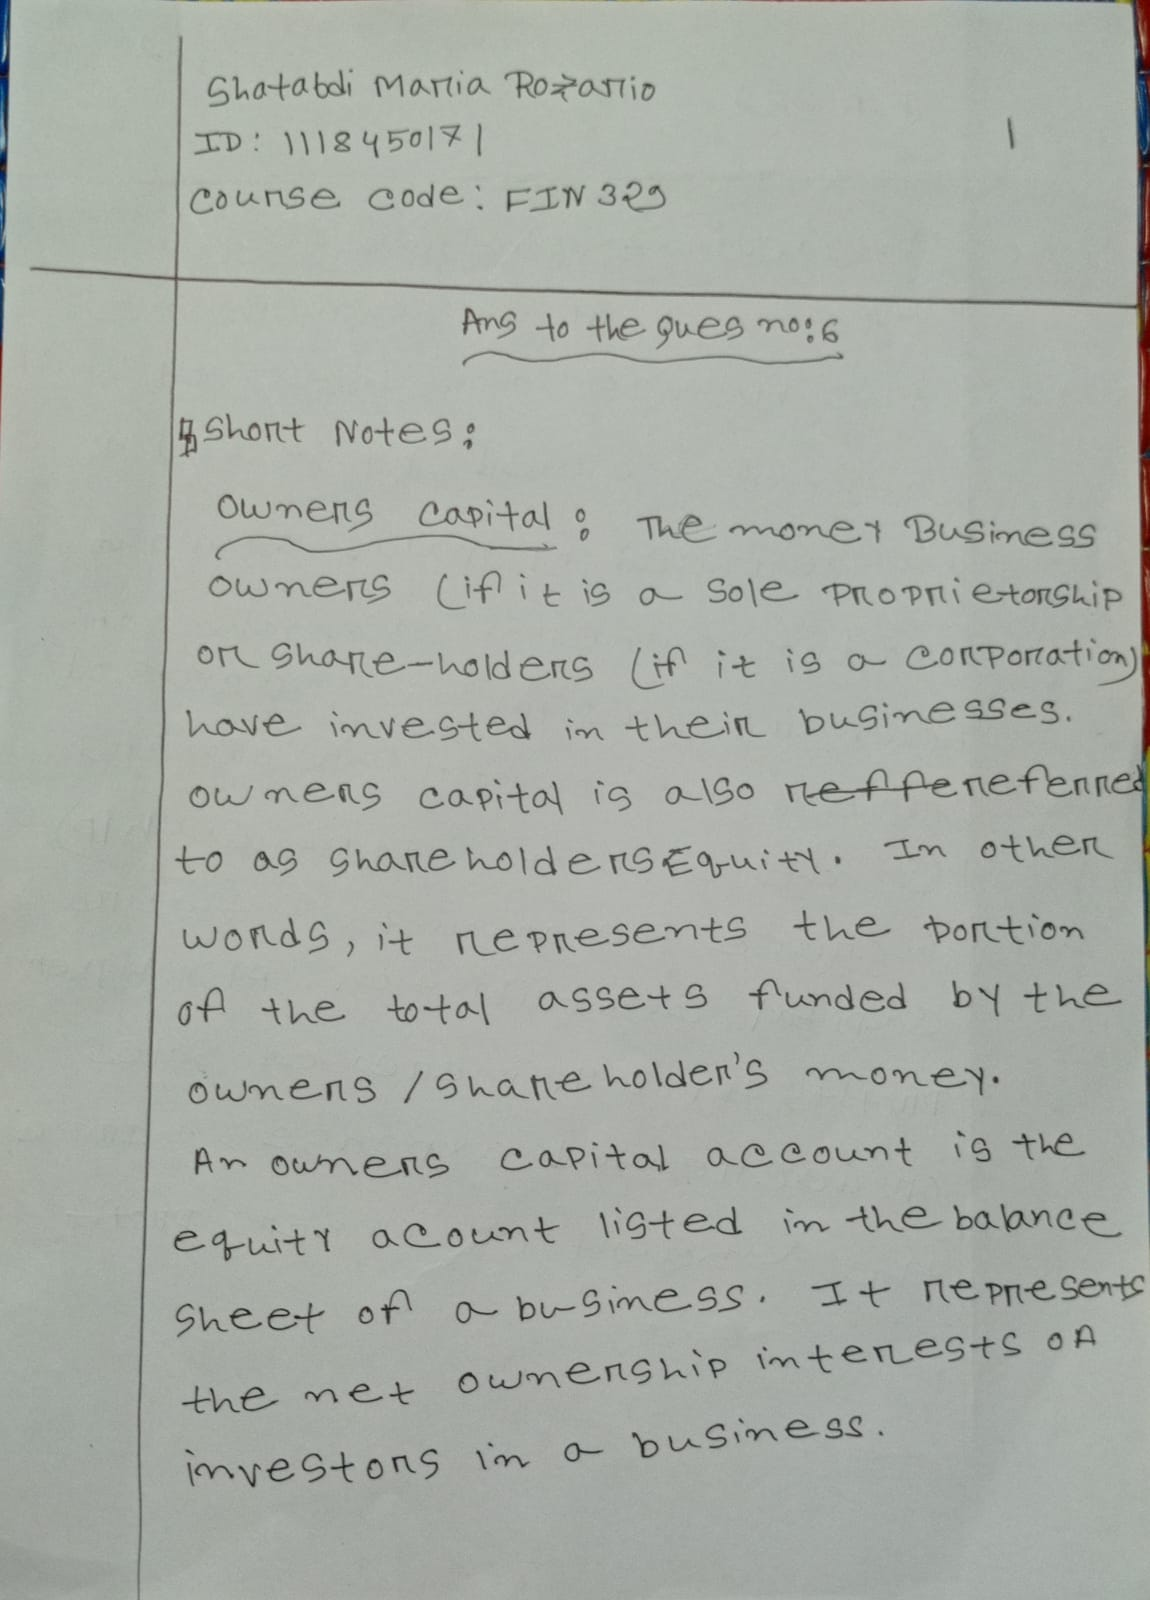 Shatabdi Maria Rozario
ID: 1118450171
1
course code: FIN 329
Ans to the ques no:6
Short Notes:
Owners capital: The money Business
owners (if it is a sole proprietorship
or share-holders (if it is a corporation)
have invested in their businesses.
owners capital is also reffereferred
to as shareholders Equity. In other
words, it represents the portion
of the total assets funded by the
owners / shareholder's money.
An owners capital account is the
equity acount listed in the balance
sheet of a business. It represents
the net ownership interests of
investors in a business.